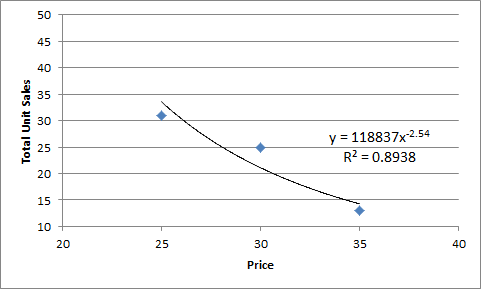 50
45
40
35
30
25
20
15
10
20 25 30 35 40
Total Unit Sales
Price
y = 118837x^-2.54
R² = 0.8938